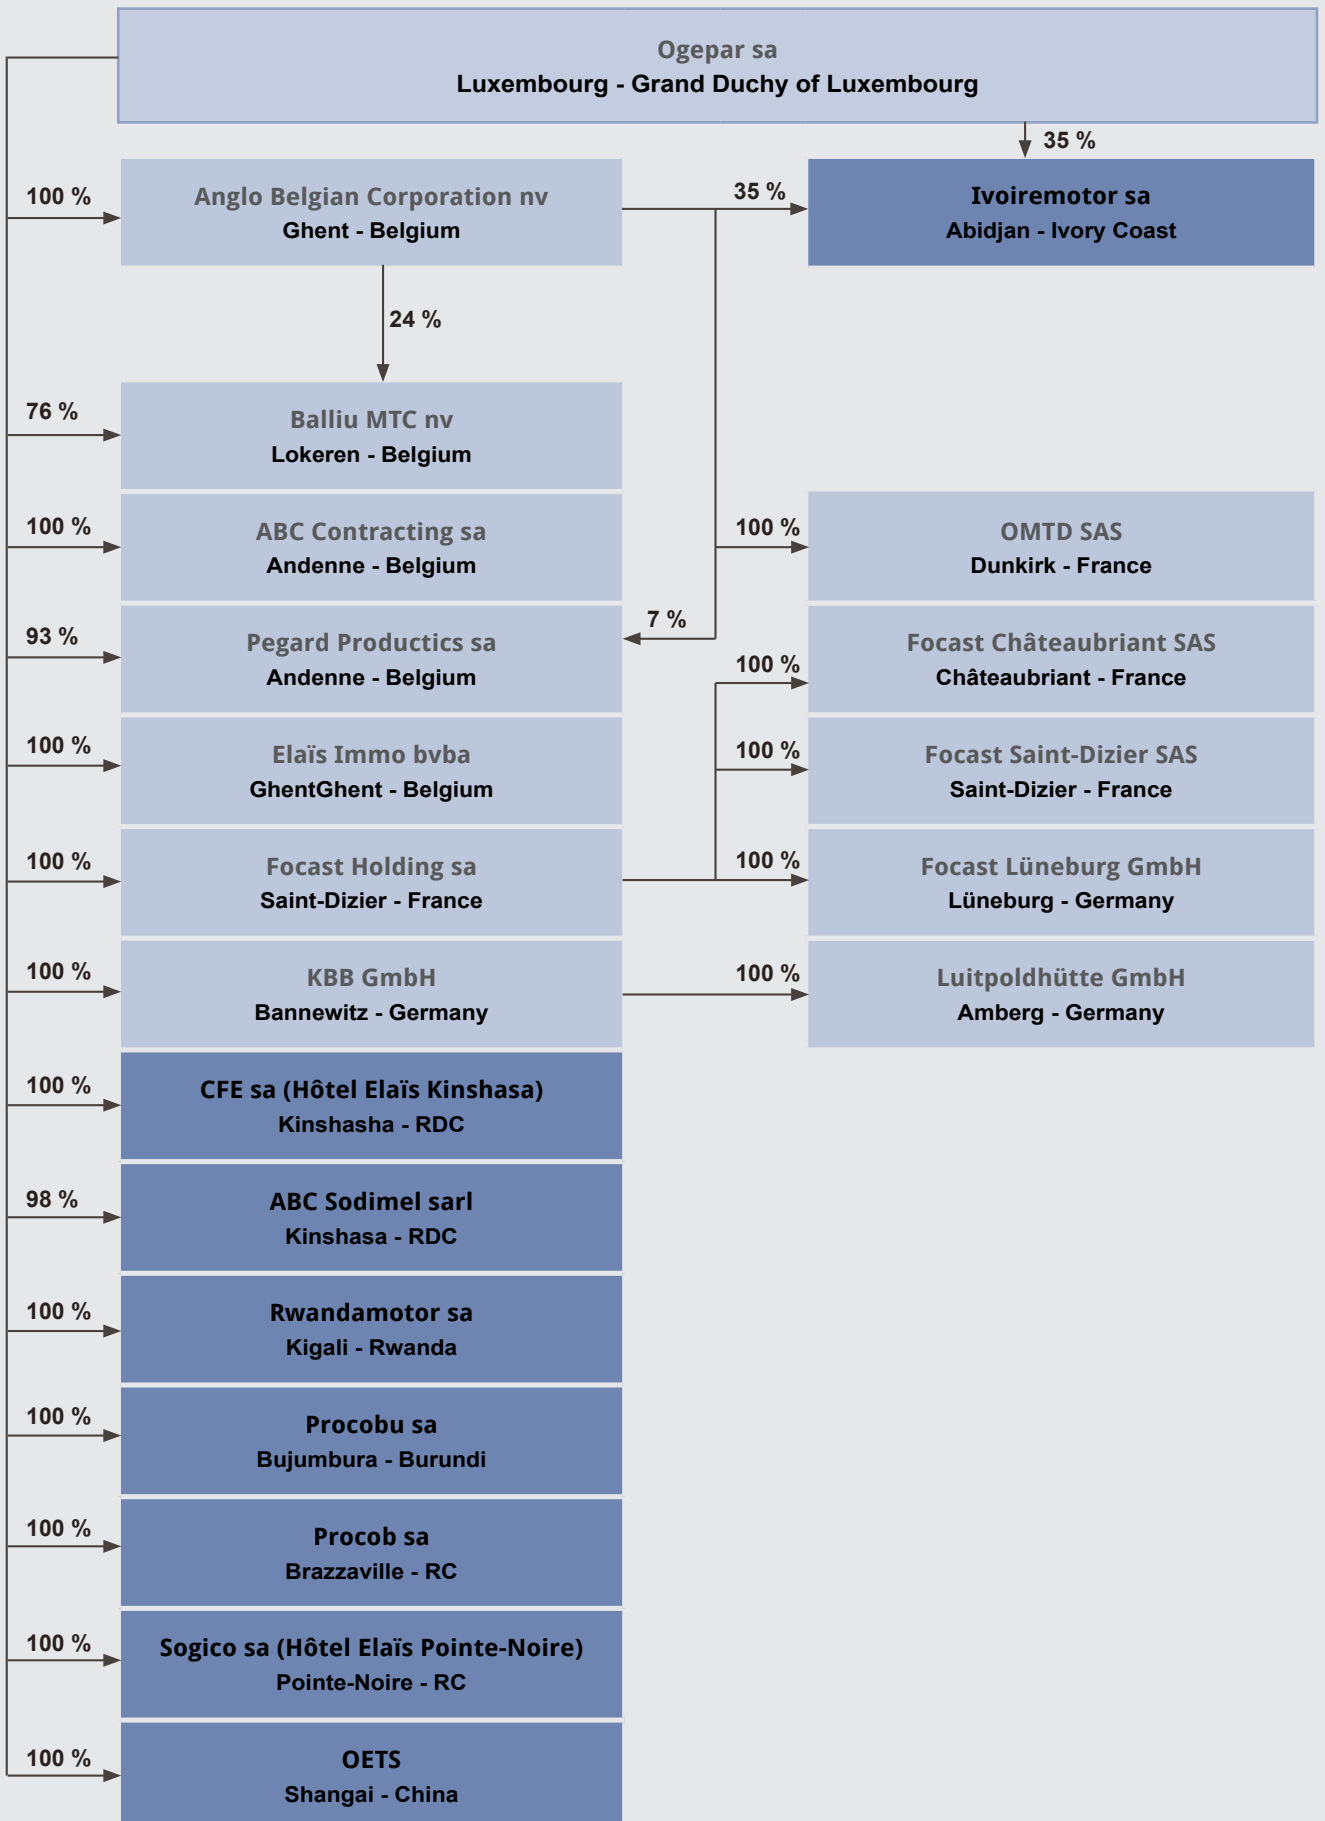 Ogepar sa
Luxembourg - Grand Duchy of Luxembourg
35 %
100 %
Anglo Belgian Corporation nv
Ghent - Belgium
35 %
Ivoiremotor sa
Abidjan - Ivory Coast
24 %
76 %
Balliu MTC nv
Lokeren - Belgium
100 %
ABC Contracting sa
Andenne - Belgium
100 %
OMTD SAS
Dunkirk - France
93 %
Pegard Productics sa
Andenne - Belgium
7 %
100 %
Focast Châteaubriant SAS
Châteaubriant - France
100 %
Elaïs Immo bvba
GhentGhent - Belgium
100 %
Focast Saint-Dizier SAS
Saint-Dizier - France
100 %
Focast Holding sa
Saint-Dizier - France
100 %
Focast Lüneburg GmbH
Lüneburg - Germany
100 %
KBB GmbH
Bannewitz - Germany
100 %
Luitpoldhütte GmbH
Amberg - Germany
100 %
CFE sa (Hôtel Elaïs Kinshasa)
Kinshasha - RDC
98 %
ABC Sodimel sarl
Kinshasa - RDC
100 %
Rwandamotor sa
Kigali - Rwanda
100 %
Procobu sa
Bujumbura - Burundi
100 %
Procob sa
Brazzaville - RC
100 %
Sogico sa (Hôtel Elaïs Pointe-Noire)
Pointe-Noire - RC
100 %
OETS
Shangai - China